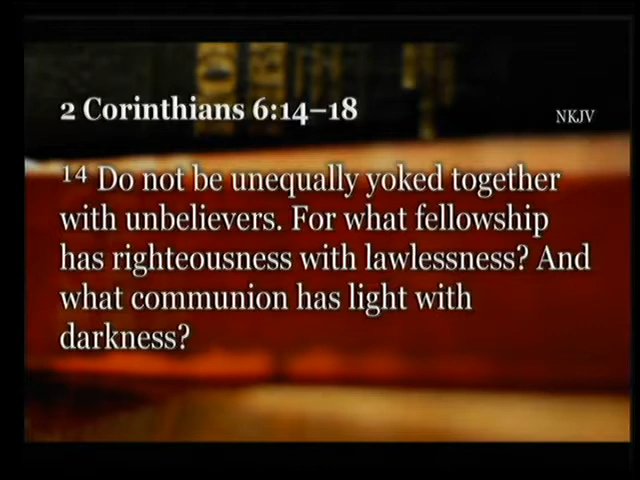 2 Corinthians 6:14–18
NKJV
14 Do not be unequally yoked together
with unbelievers. For what fellowship
has righteousness with lawlessness? And
what communion has light with
darkness?